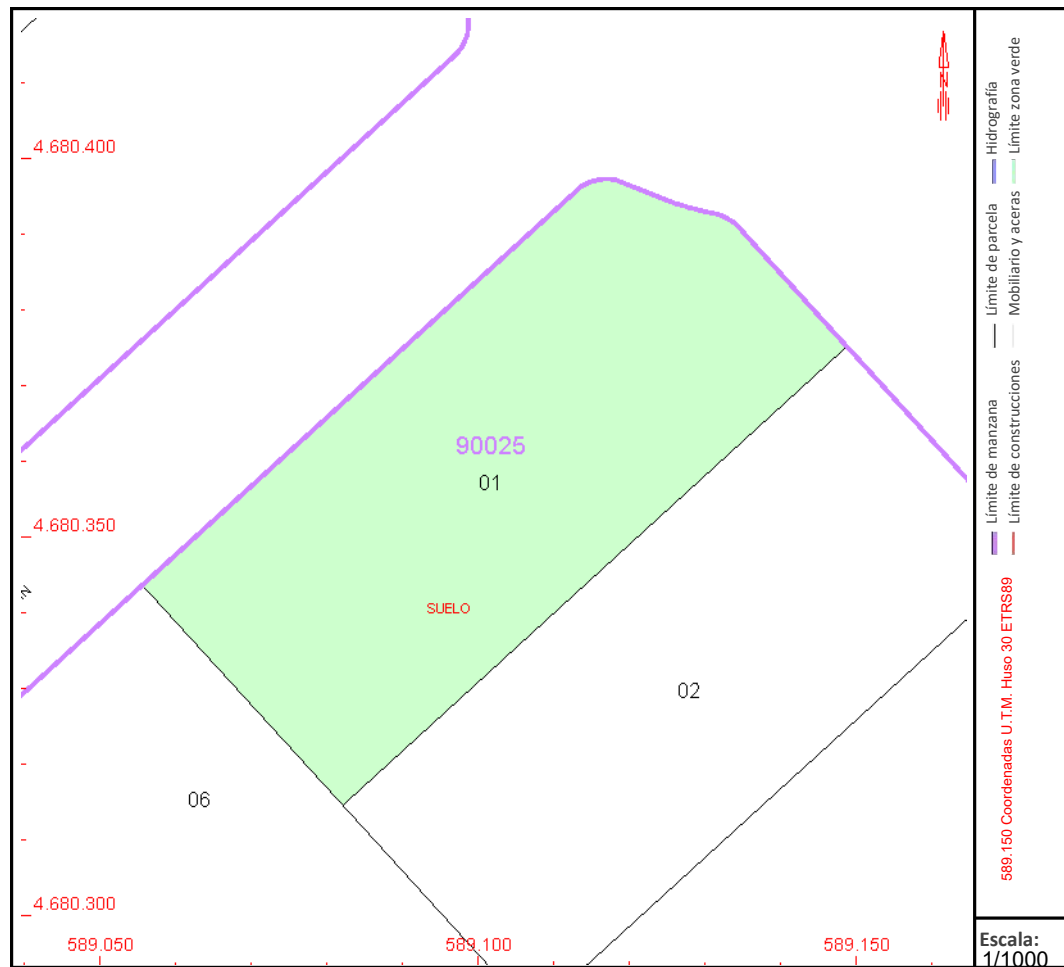 4.680.400
4.680.350
4.680.300
589.050
589.100
589.150
90025
01
SUELO
02
06
N
Límite de manzana
Límite de parcela
Hidrografía
Límite de construcciones
Mobiliario y aceras
Límite zona verde
589.150 Coordenadas U.T.M. Huso 30 ETRS89
Escala:
1/1000